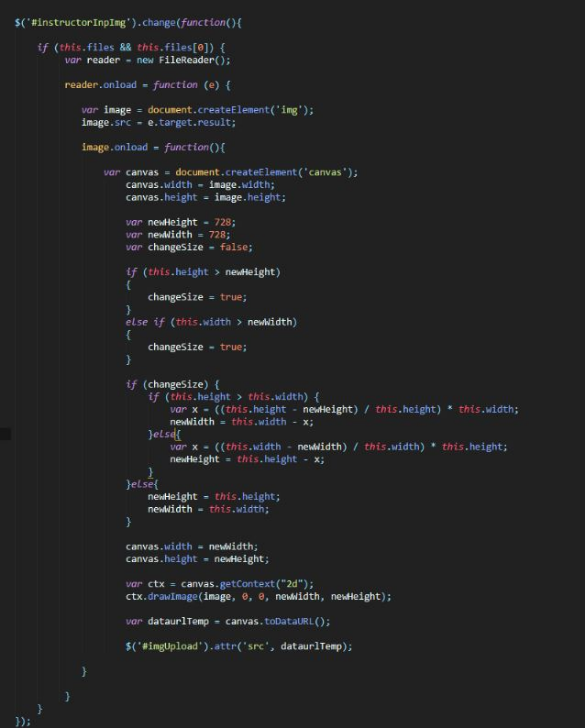 $('#instructorInpImg').change(function(){
if (this.files && this.files[0]) {
var reader = new FileReader();
reader.onload = function (e) {
var image = document.createElement('img');
image.src = e.target.result;
image.onload = function(){
var canvas = document.createElement('canvas');
canvas.width = image.width;
canvas.height = image.height;
var newHeight = 728;
var newWidth = 728;
var changeSize = false;
if (this.height > newHeight)
{
changeSize = true;
}
else if (this.width > newWidth)
{
changeSize = true;
}
if (changeSize) {
if (this.height > this.width) {
var x = ((this.height - newHeight) / this.height) * this.width;
newWidth = this.width - x;
}else{
var x = ((this.width - newWidth) / this.width) * this.height;
newHeight = this.height - x;
}
}else{
newHeight = this.height;
newWidth = this.width;
}
canvas.width = newWidth;
canvas.height = newHeight;
var ctx = canvas.getContext("2d");
ctx.drawImage(image, 0, 0, newWidth, newHeight);
var dataurlTemp = canvas.toDataURL();
$('#imgUpload').attr('src', dataurlTemp);
}
}
}
});